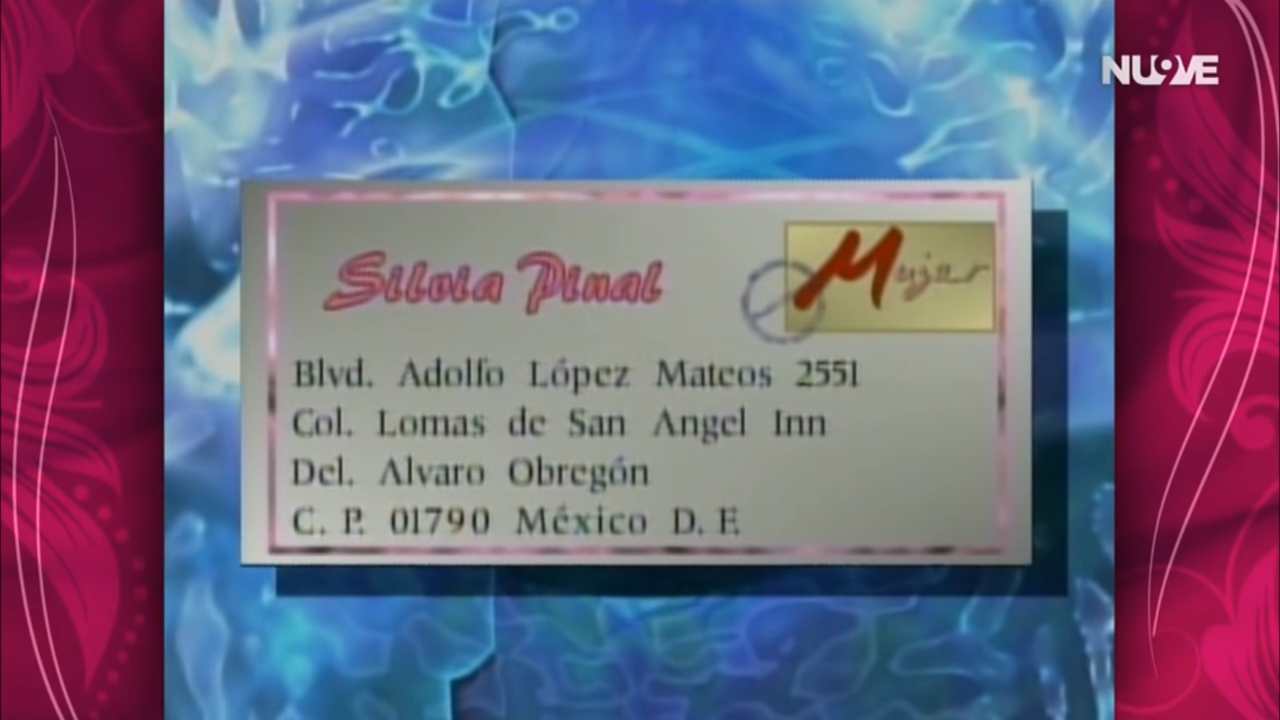 NU9VE
Silvia Pinal
Mujer
Blvd. Adolfo López Mateos 2551
Col. Lomas de San Angel Inn
Del. Alvaro Obregón
C. P. 01790 México D. F.